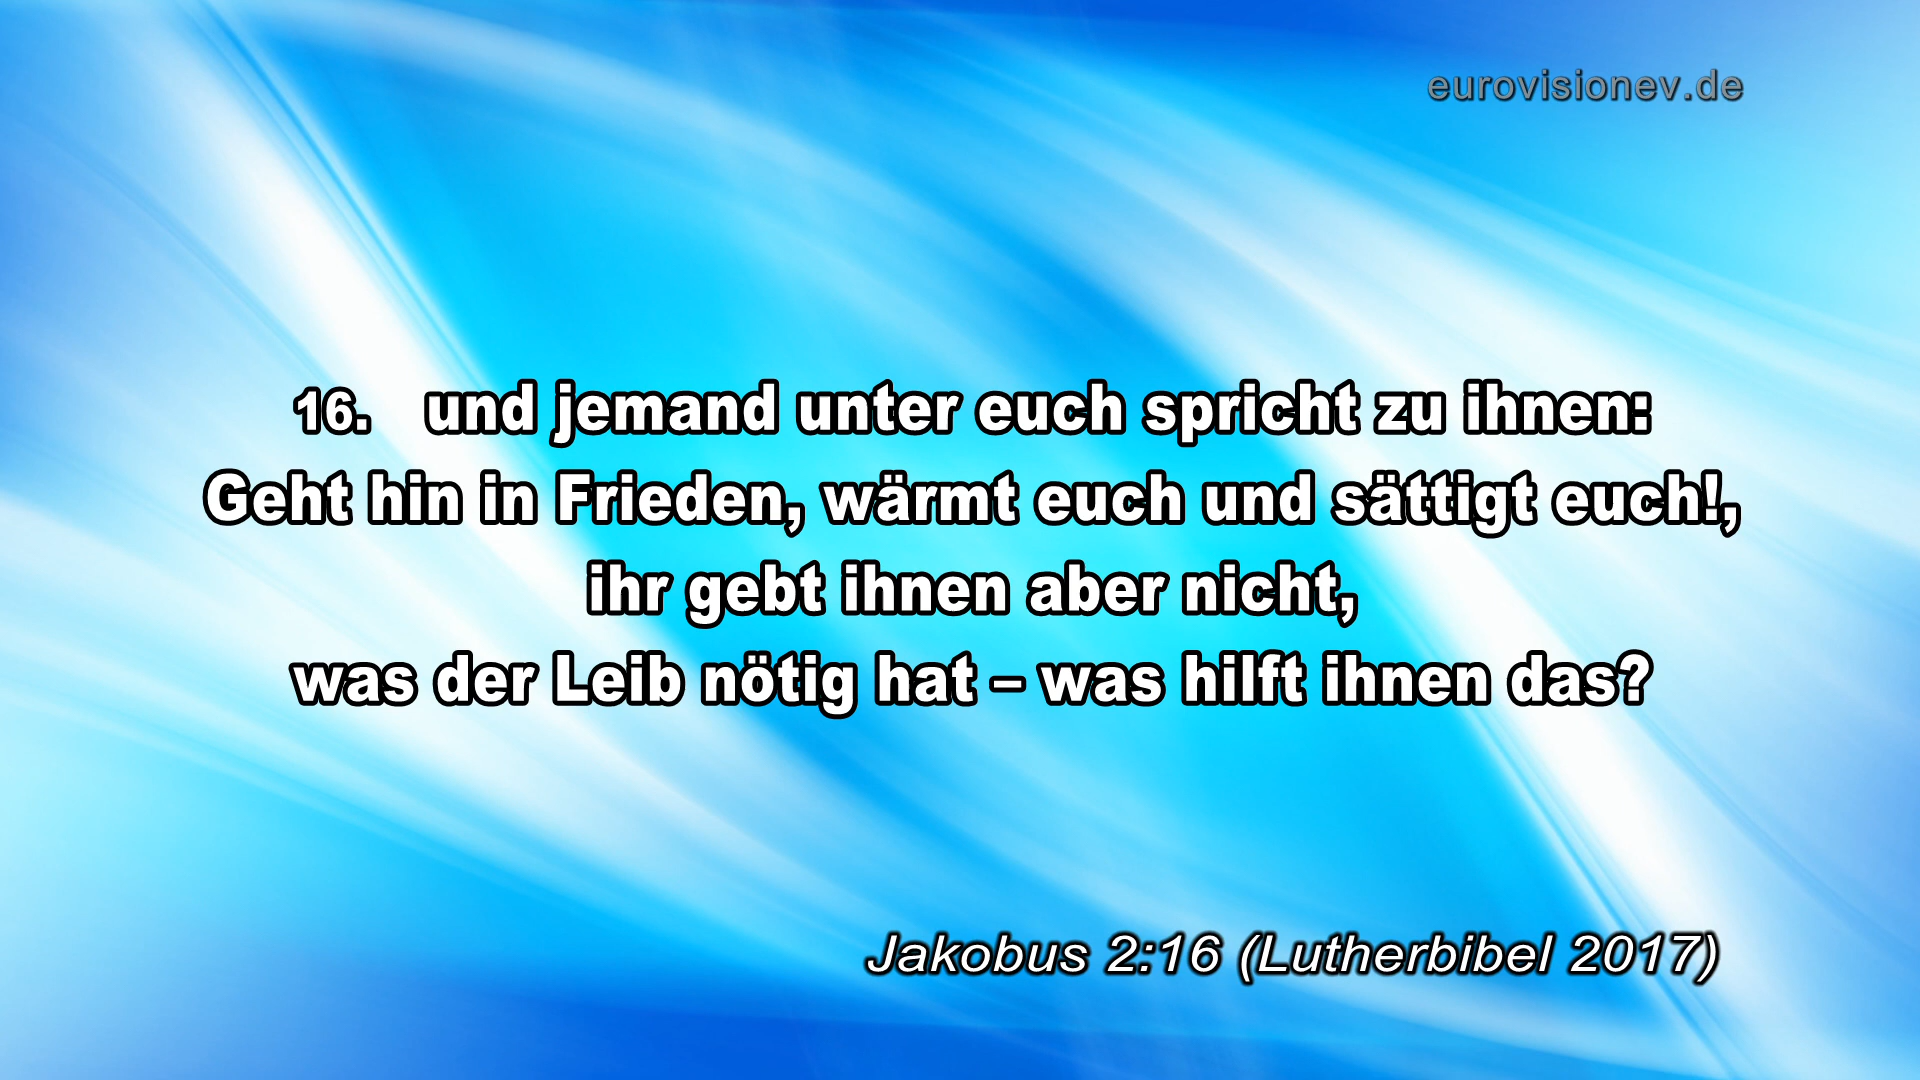 eurovisionev.de
16. und jemand unter euch spricht zu ihnen:
Geht hin in Frieden, wärmt euch und sättigt euch!,
ihr gebt ihnen aber nicht,
was der Leib nötig hat – was hilft ihnen das?
Jakobus 2:16 (Lutherbibel 2017)